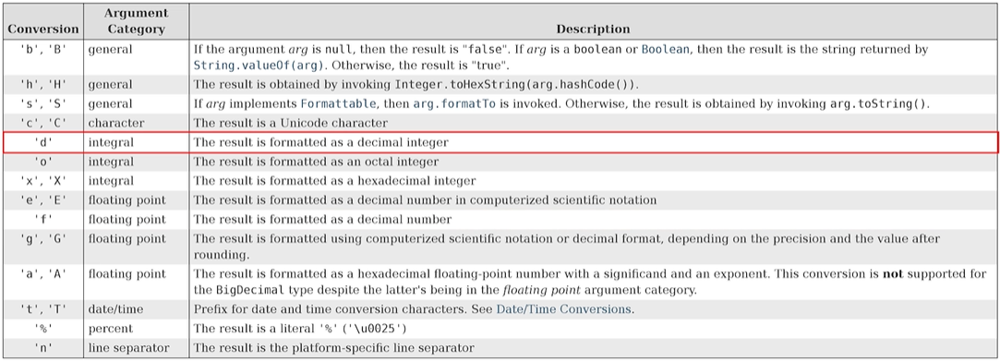 Argument
Conversion Category Description
'b', 'B' general If the argument arg is null, then the result is "false". If arg is a boolean or Boolean, then the result is the string returned by
String.valueOf(arg). Otherwise, the result is "true".
'h', 'H' general The result is obtained by invoking Integer.toHexString(arg.hashCode()).
's', 'S' general If arg implements Formattable, then arg.formatTo is invoked. Otherwise, the result is obtained by invoking arg.toString().
'c', 'C' character The result is a Unicode character
'd' integral The result is formatted as a decimal integer
'o' integral The result is formatted as an octal integer
'x', 'X' integral The result is formatted as a hexadecimal integer
'e', 'E' floating point The result is formatted as a decimal number in computerized scientific notation
'f' floating point The result is formatted as a decimal number
'g', 'G' floating point The result is formatted using computerized scientific notation or decimal format, depending on the precision and the value after
rounding.
'a', 'A' floating point The result is formatted as a hexadecimal floating-point number with a significand and an exponent. This conversion is not supported for
the BigDecimal type despite the latter's being in the floating point argument category.
't', 'T' date/time Prefix for date and time conversion characters. See Date/Time Conversions.
'%' percent The result is a literal '%' ('\u0025')
'n' line separator The result is the platform-specific line separator